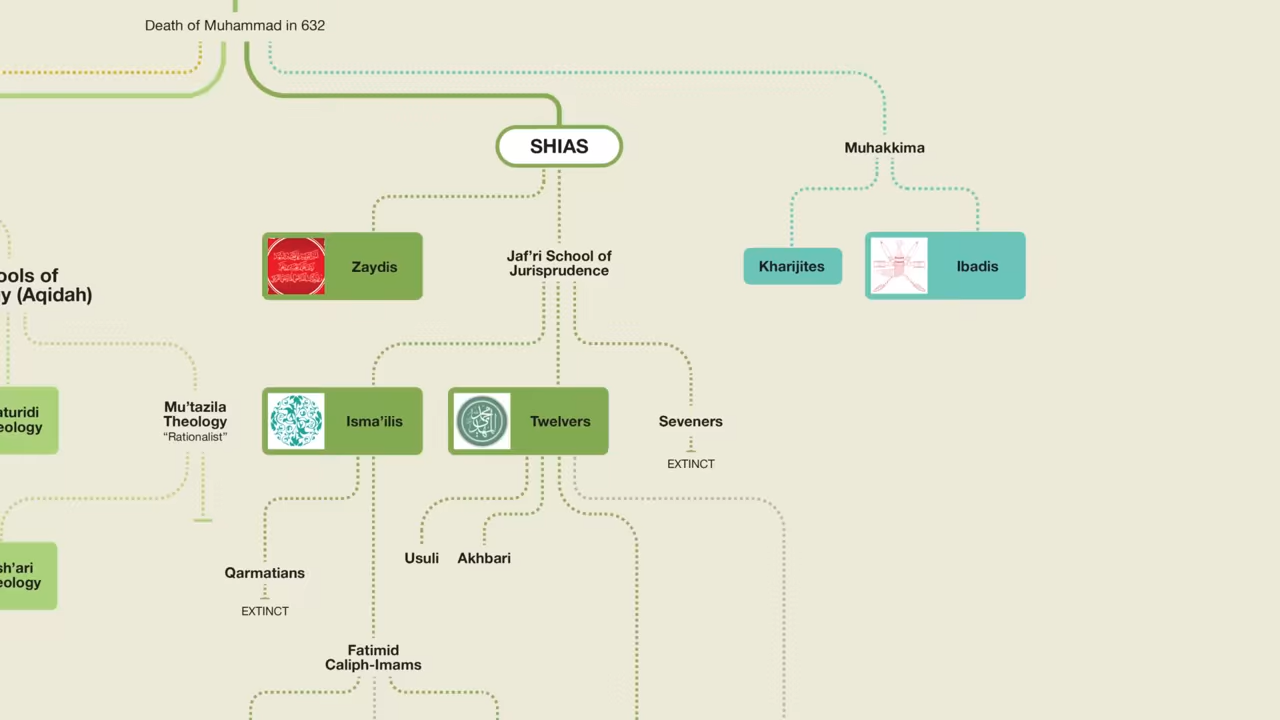 Death of Muhammad in 632
SHIAS
Muhakkima
Zaydis
Jaf’ri School of
Jurisprudence
Kharijites
Ibadis
ools of
y (Aqidah)
aturidi
eology
Mu’tazila
Theology
“Rationalist”
Isma’ilis
Twelvers
Seveners
EXTINCT
sh’ari
eology
Qarmatians
EXTINCT
Usuli
Akhbari
Fatimid
Caliph-Imams